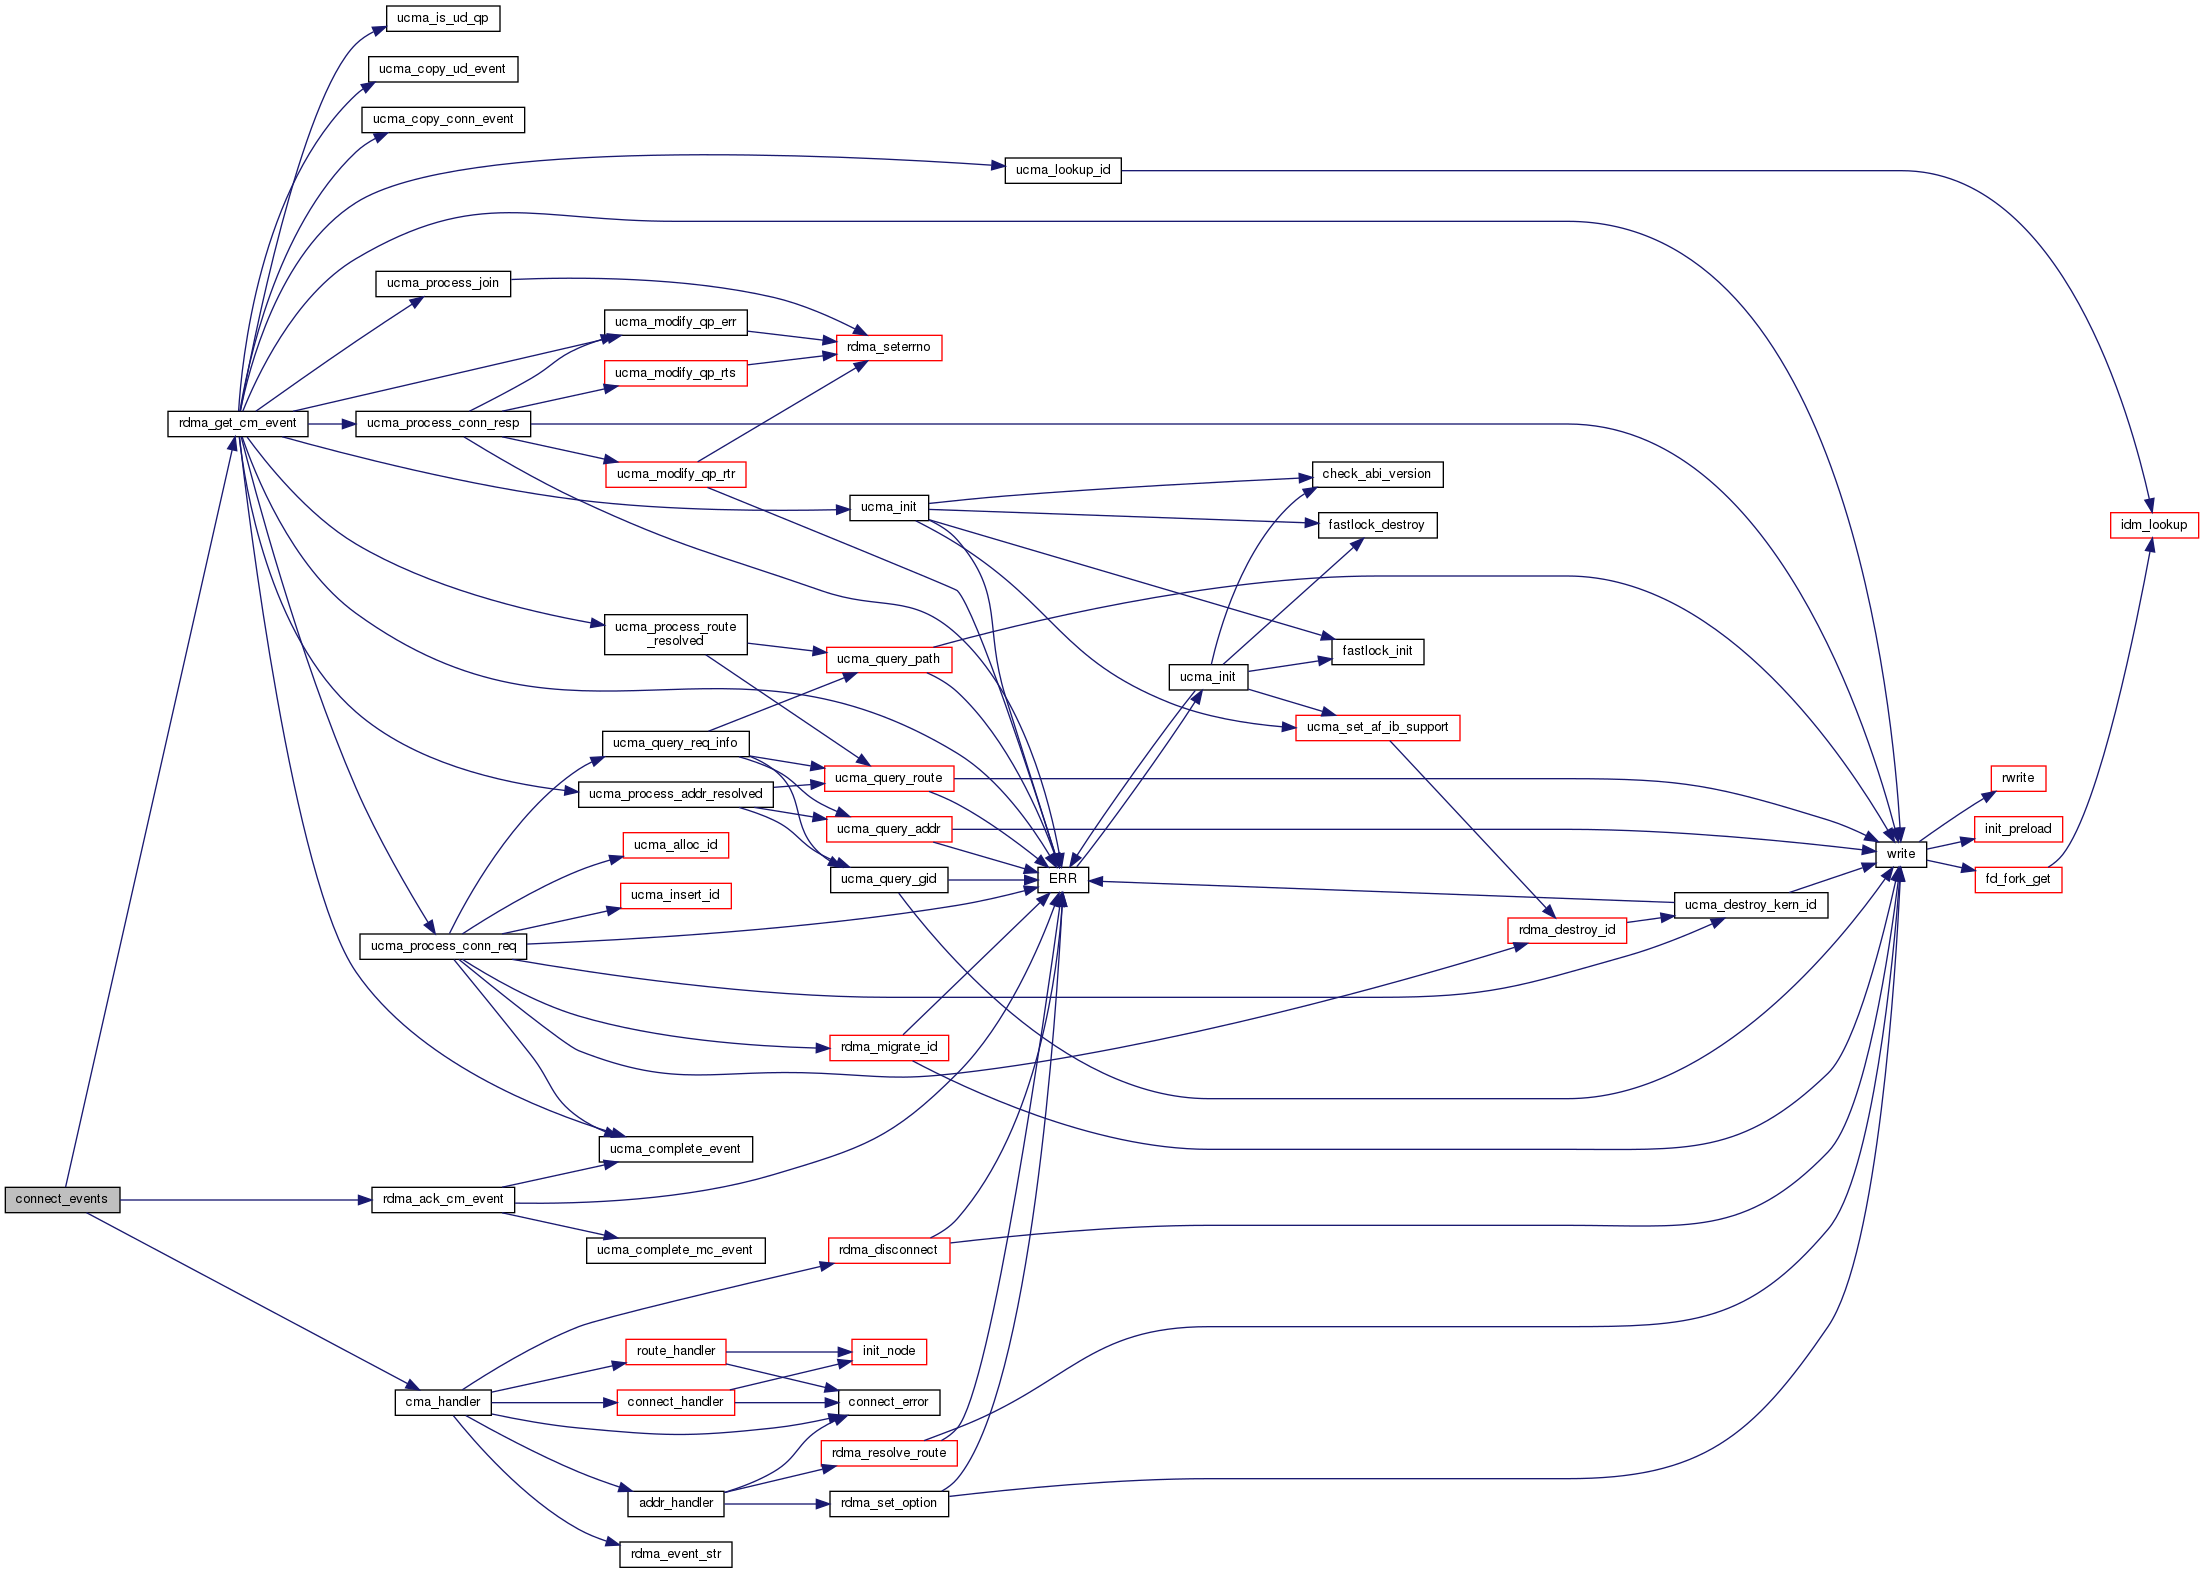 ucma_is_ud_qp
ucma_copy_ud_event
ucma_copy_conn_event
ucma_lookup_id
ucma_process_join
ucma_modify_qp_err
rdma_seterrno
ucma_modify_qp_rts
rdma_get_cm_event
ucma_process_conn_resp
ucma_modify_qp_rtr
check_abi_version
ucma_init
fastlock_destroy
idm_lookup
ucma_process_route
_resolved
fastlock_init
ucma_query_path
ucma_init
ucma_set_af_ib_support
ucma_query_req_info
ucma_query_route
rwrite
ucma_process_addr_resolved
ucma_query_addr
init_preload
ucma_alloc_id
write
ucma_query_gid
ERR
fd_fork_get
ucma_insert_id
ucma_destroy_kern_id
rdma_destroy_id
ucma_process_conn_req
rdma_migrate_id
ucma_complete_event
connect_events
rdma_ack_cm_event
ucma_complete_mc_event
rdma_disconnect
route_handler
init_node
cma_handler
connect_handler
connect_error
rdma_resolve_route
addr_handler
rdma_set_option
rdma_event_str